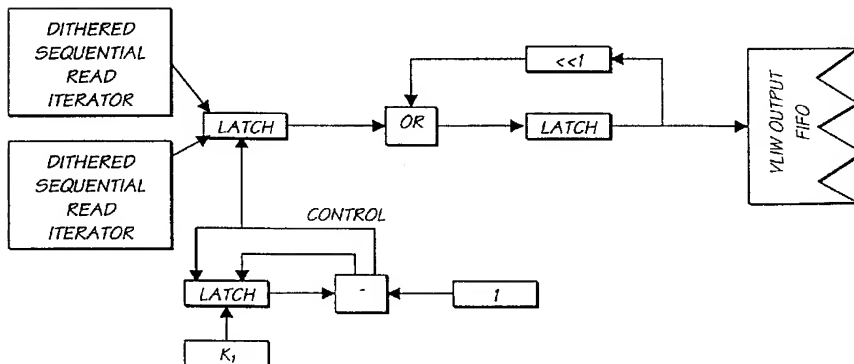 DITHERED
SEQUENTIAL
READ
ITERATOR
<<1
LATCH
OR
LATCH
VLIW OUTPUT
FIFO
DITHERED
SEQUENTIAL
READ
ITERATOR
CONTROL
LATCH
-
1
K₁